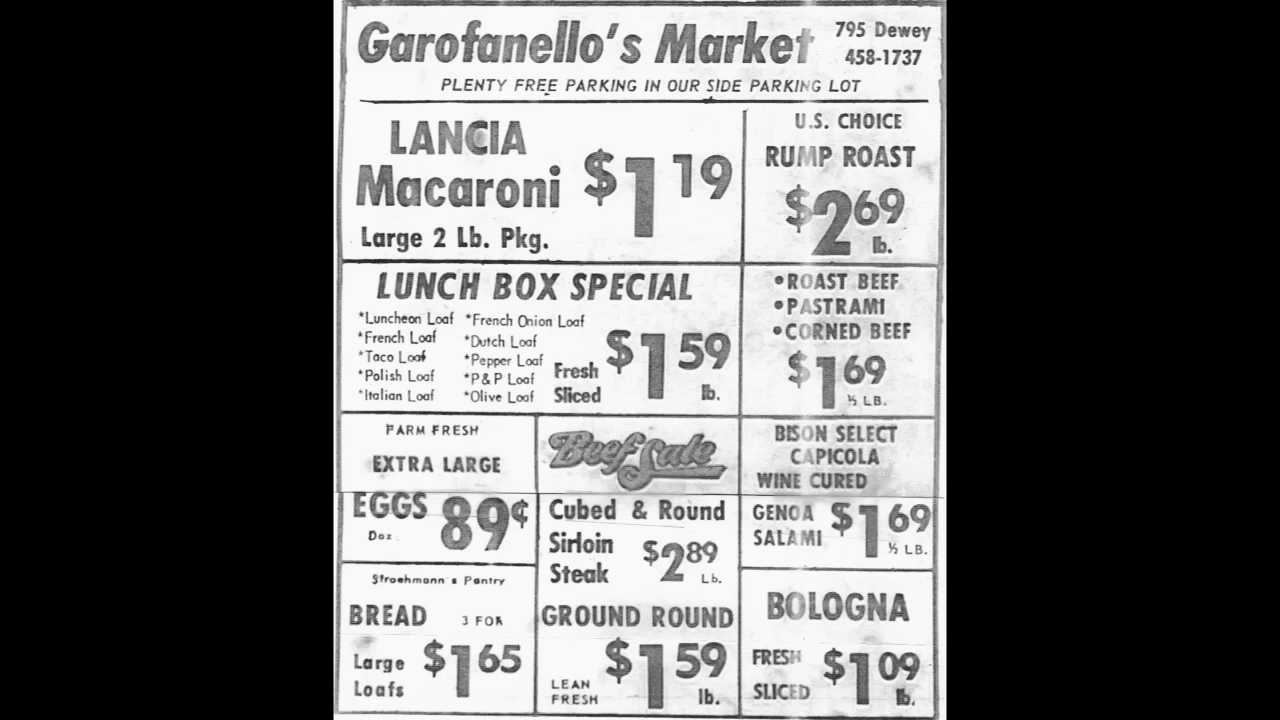 Garofanello's Market
795 Dewey
458-1737
PLENTY FREE PARKING IN OUR SIDE PARKING LOT
LANCIA
Macaroni
Large 2 Lb. Pkg.
$1 19
U.S. CHOICE
RUMP ROAST
$2 69
lb.
LUNCH BOX SPECIAL
*Luncheon Loaf *French Onion Loaf
*French Loaf *Dutch Loaf
*Taco Loaf *Pepper Loaf
*Polish Loaf *P&P Loaf
*Italian Loaf *Olive Loaf
Fresh
Sliced
$1 59
lb.
•ROAST BEEF
•PASTRAMI
•CORNED BEEF
$1 69
½ LB.
FARM FRESH
EXTRA LARGE
EGGS 89¢
Doz
Beef Sale
Cubed & Round
Sirloin
Steak
$2 89
Lb.
BISON SELECT
CAPICOLA
WINE CURED
GENOA
SALAMI
$1 69
½ LB.
Stroehmann's Pantry
BREAD 3 FOR
Large
Loafs
$1 65
GROUND ROUND
LEAN
FRESH
$1 59
lb.
BOLOGNA
FRESH
SLICED
$1 09
lb.